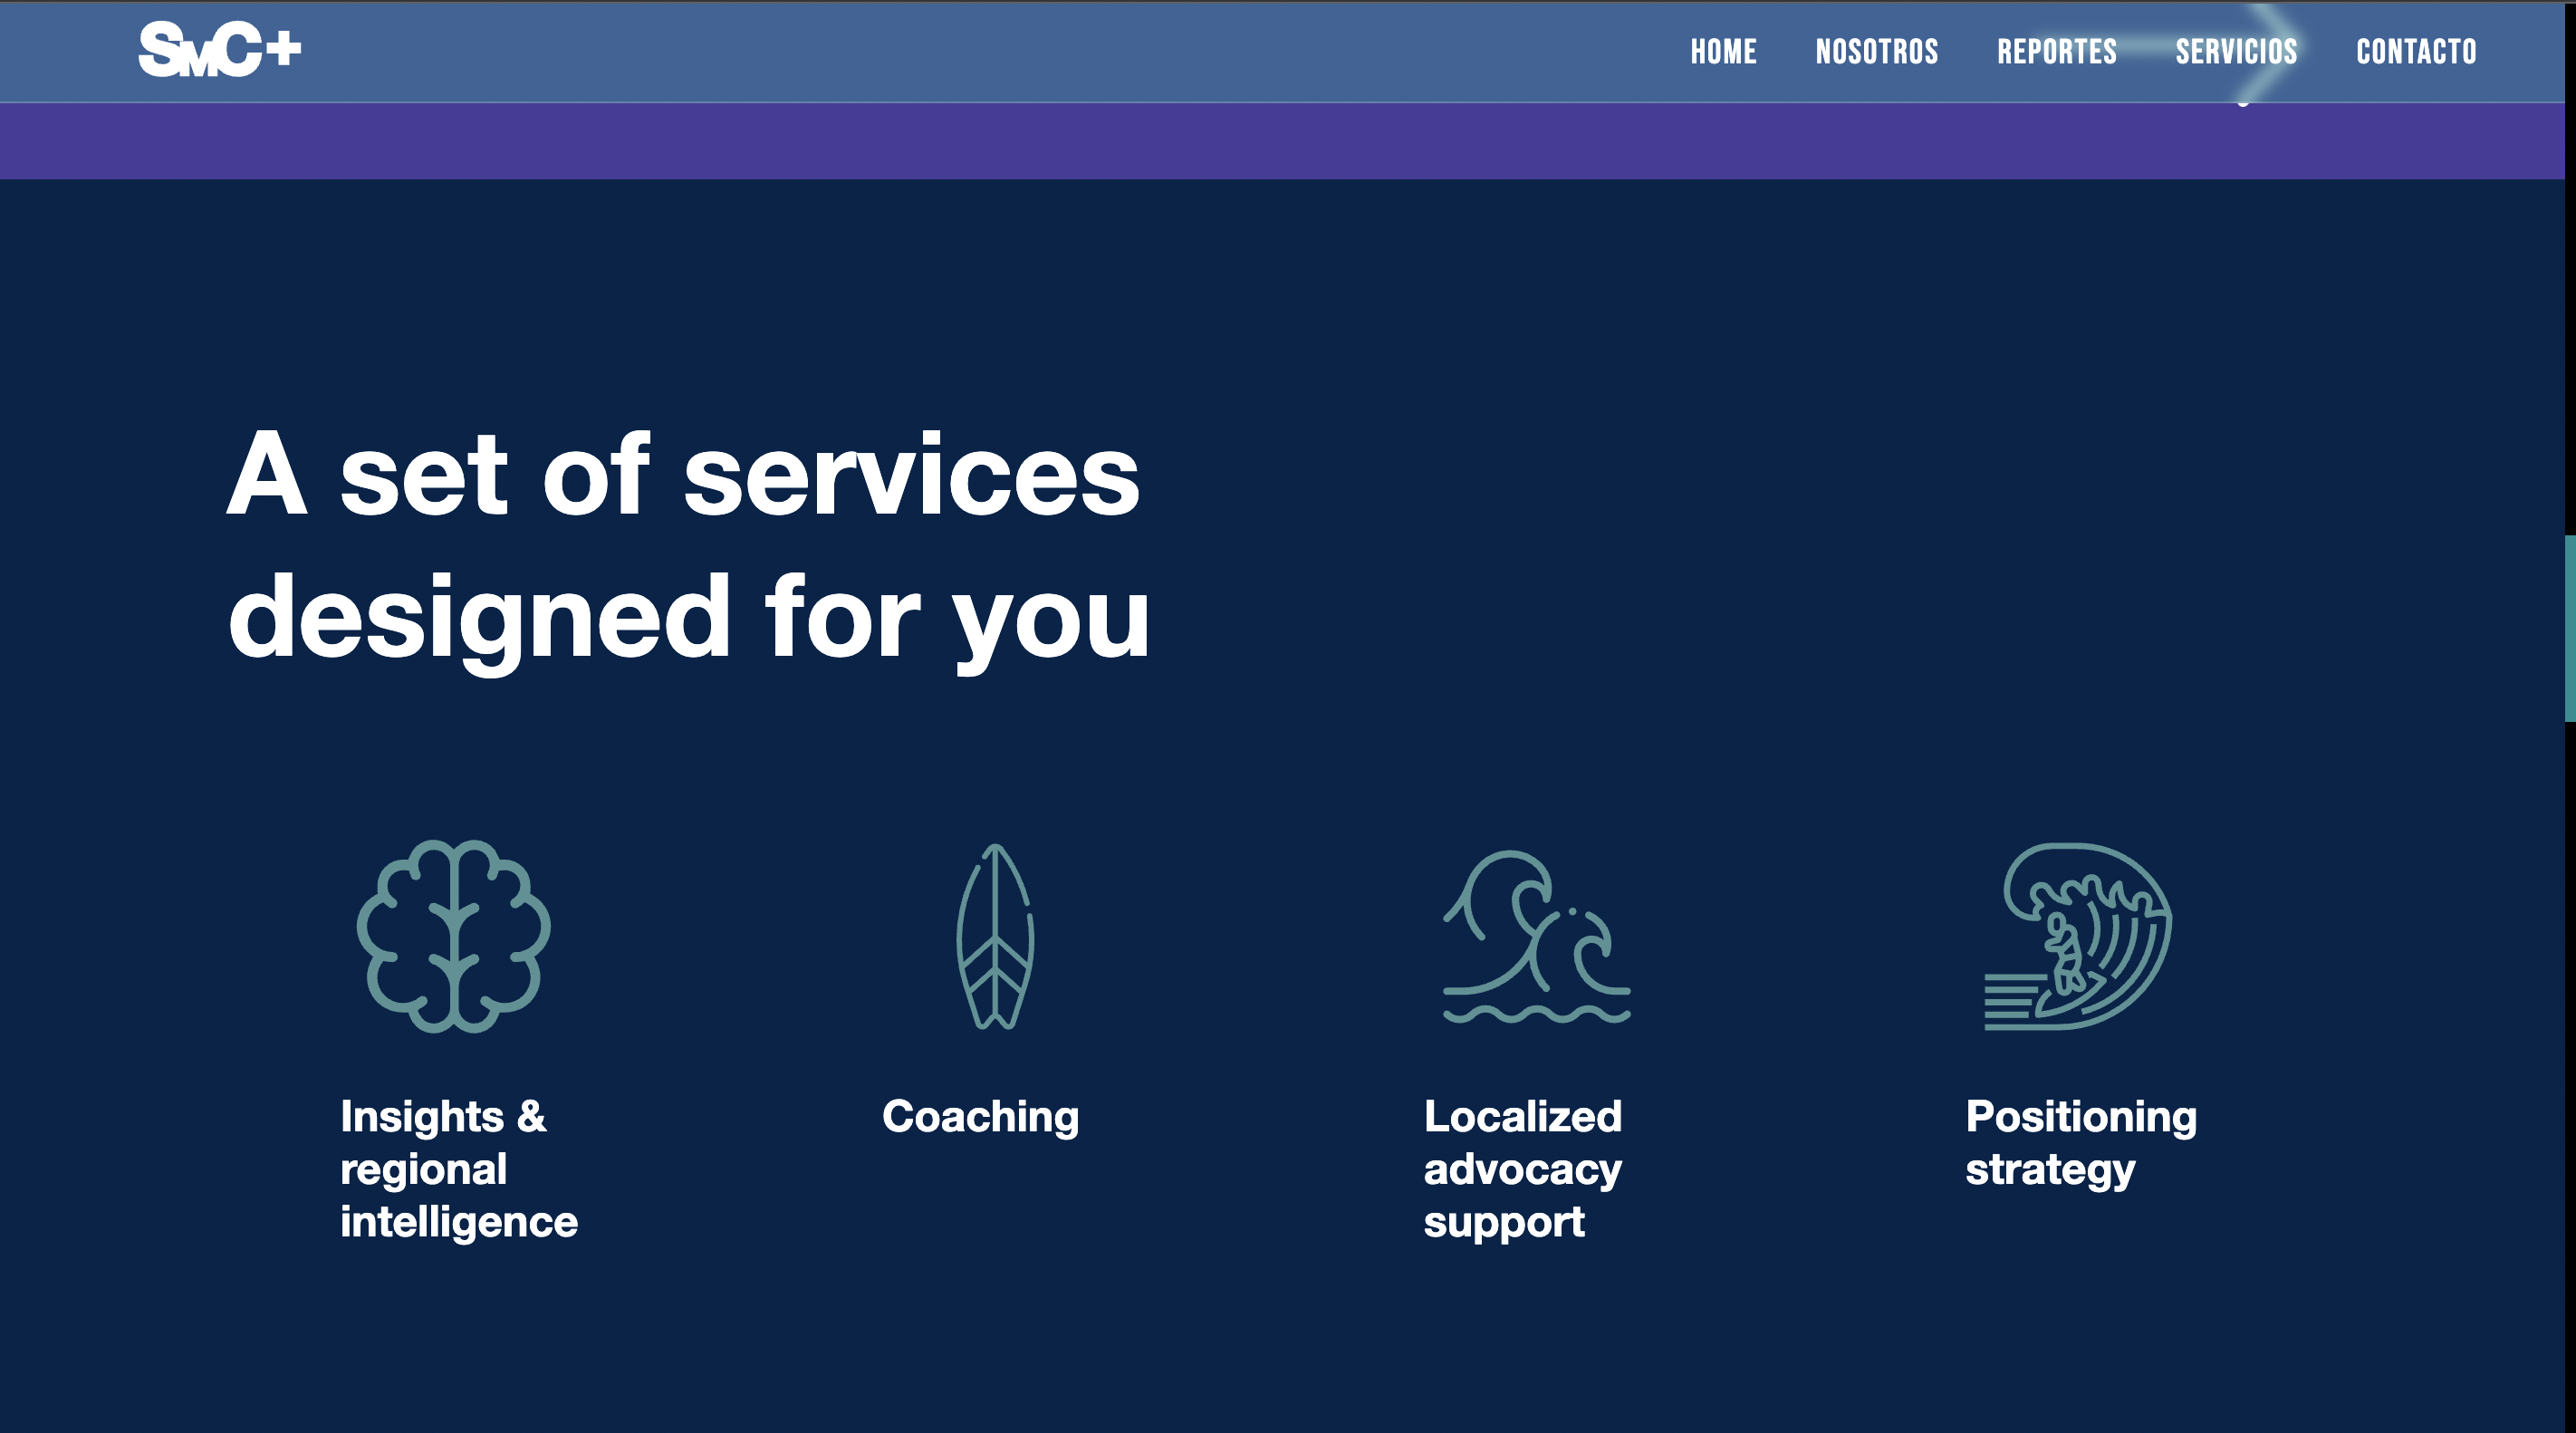 SMC+
HOME NOSOTROS REPORTES SERVICIOS CONTACTO
A set of services
designed for you
Insights &
regional
intelligence
Coaching
Localized
advocacy
support
Positioning
strategy